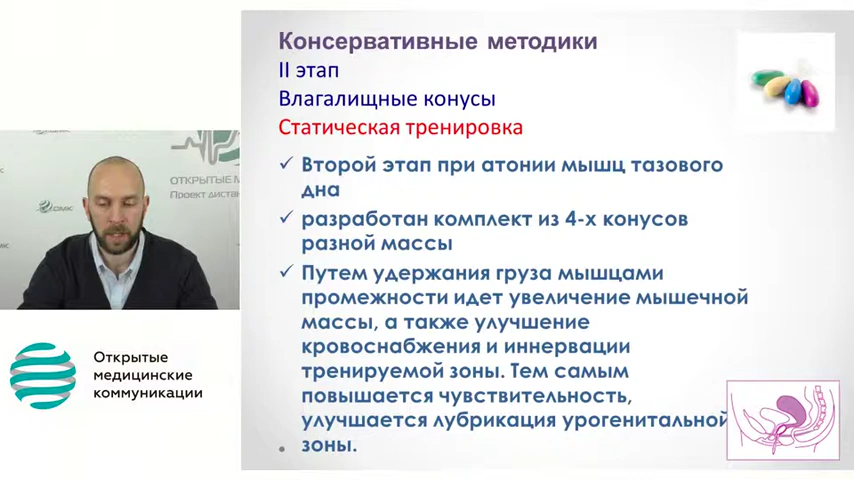 Консервативные методики
II этап
Влагалищные конусы
Статическая тренировка
✓ Второй этап при атонии мышц тазового
дна
✓ разработан комплект из 4-х конусов
разной массы
✓ Путем удержания груза мышцами
промежности идет увеличение мышечной
массы, а также улучшение
кровоснабжения и иннервации
тренируемой зоны. Тем самым
повышается чувствительность,
улучшается лубрикация урогенитальной
зоны.
ОТКРЫТЫЕ М
Проект диста
Открытые
медицинские
коммуникации